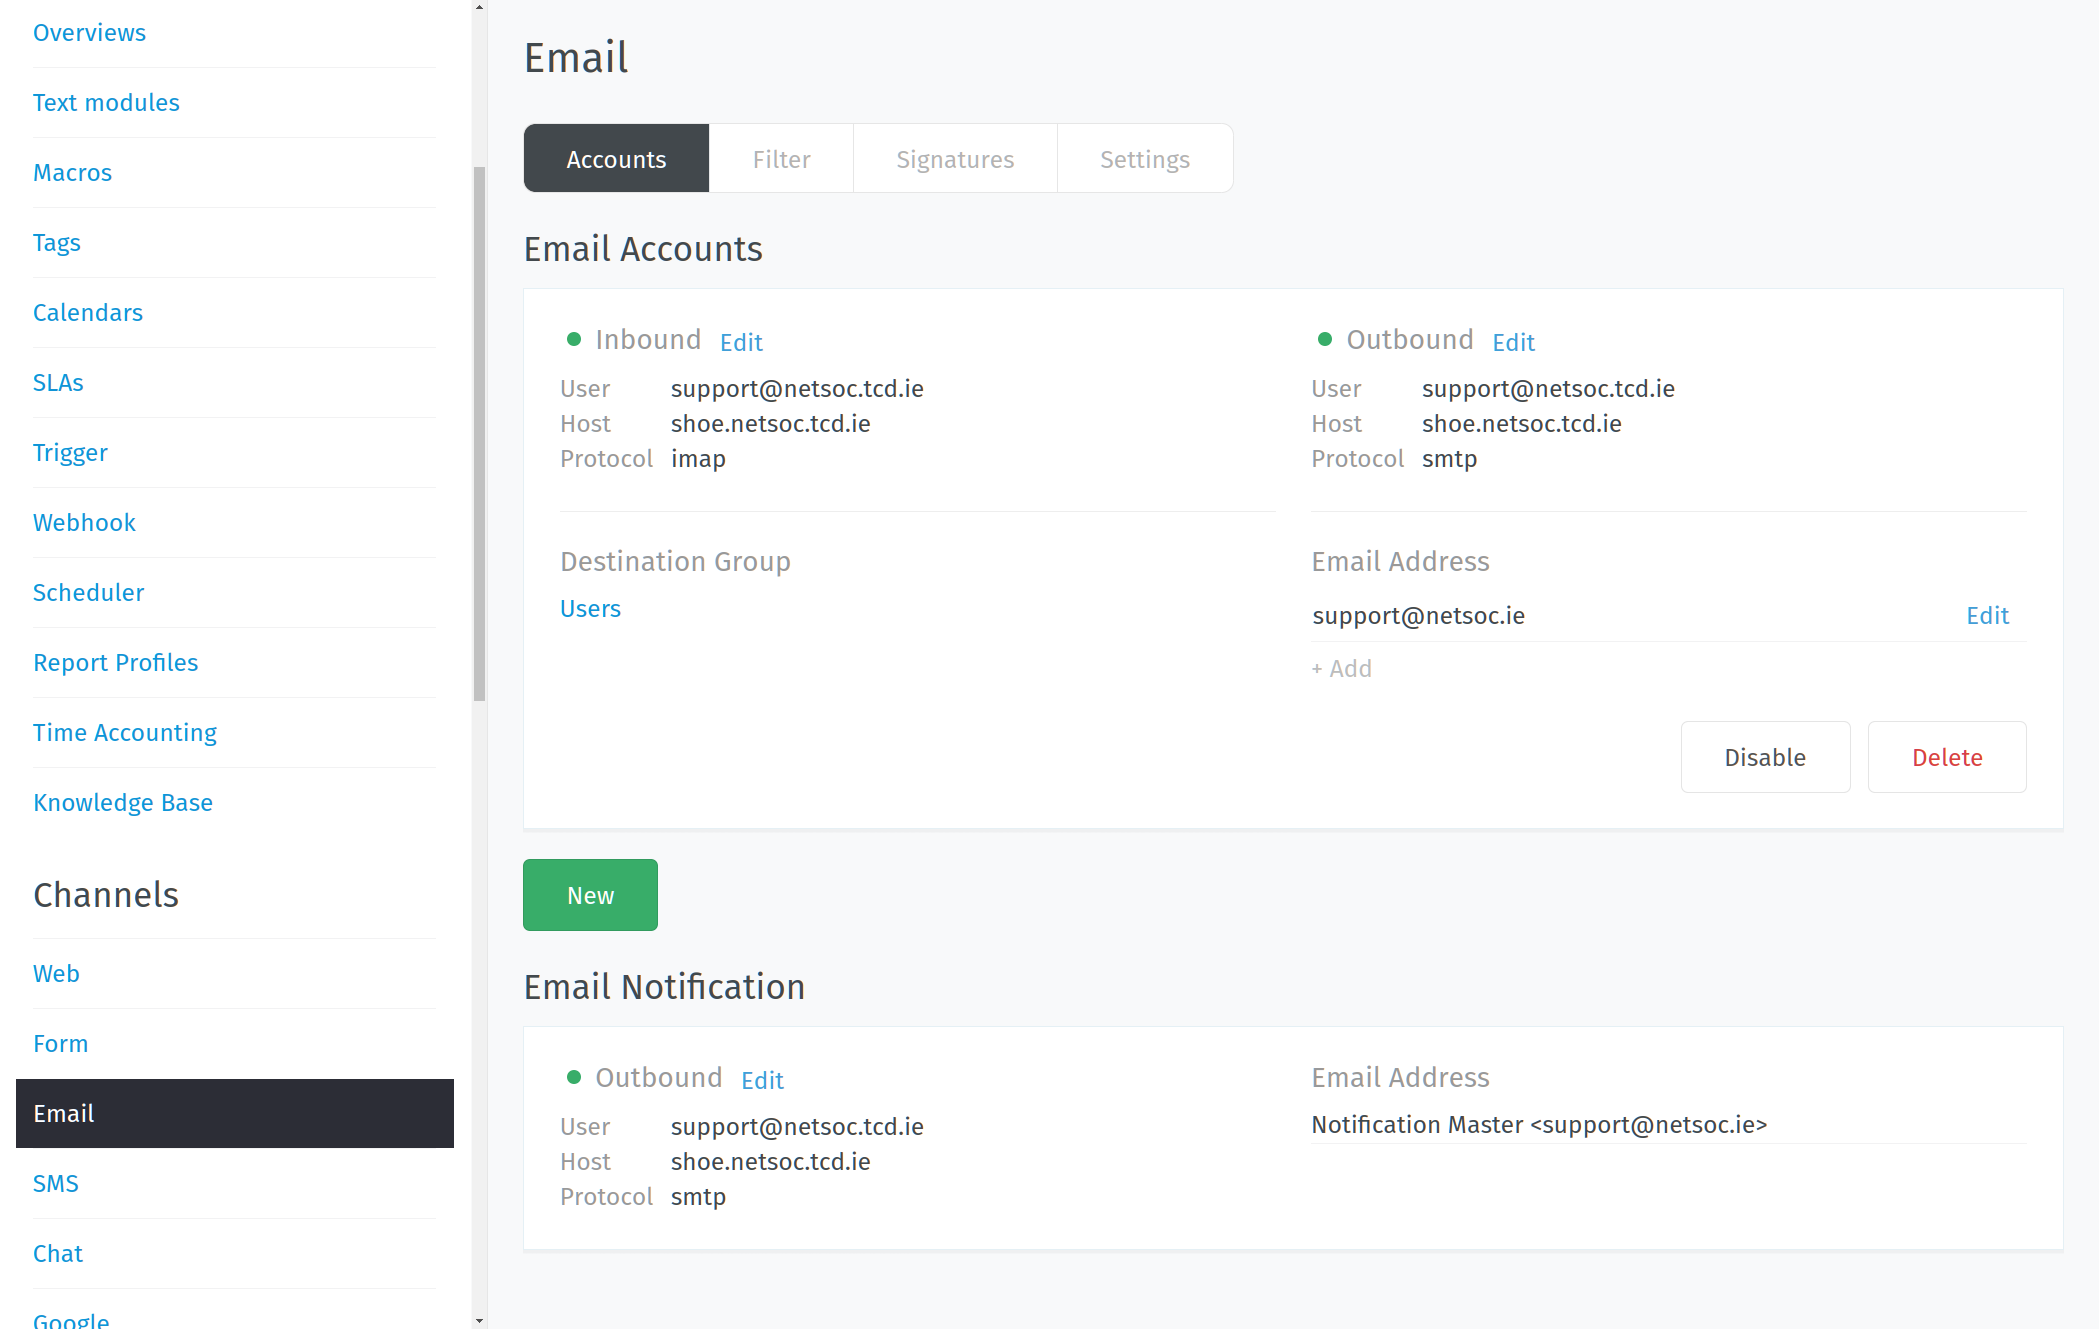 Overviews
Text modules
Macros
Tags
Calendars
SLAs
Trigger
Webhook
Scheduler
Report Profiles
Time Accounting
Knowledge Base
Channels
Web
Form
Email
SMS
Chat
Google
Email
Accounts Filter Signatures Settings
Email Accounts
Inbound Edit
User support@netsoc.tcd.ie
Host shoe.netsoc.tcd.ie
Protocol imap
Outbound Edit
User support@netsoc.tcd.ie
Host shoe.netsoc.tcd.ie
Protocol smtp
Destination Group
Users
Email Address
support@netsoc.ie Edit
+ Add
Disable Delete
New
Email Notification
Outbound Edit
User support@netsoc.tcd.ie
Host shoe.netsoc.tcd.ie
Protocol smtp
Email Address
Notification Master <support@netsoc.ie>